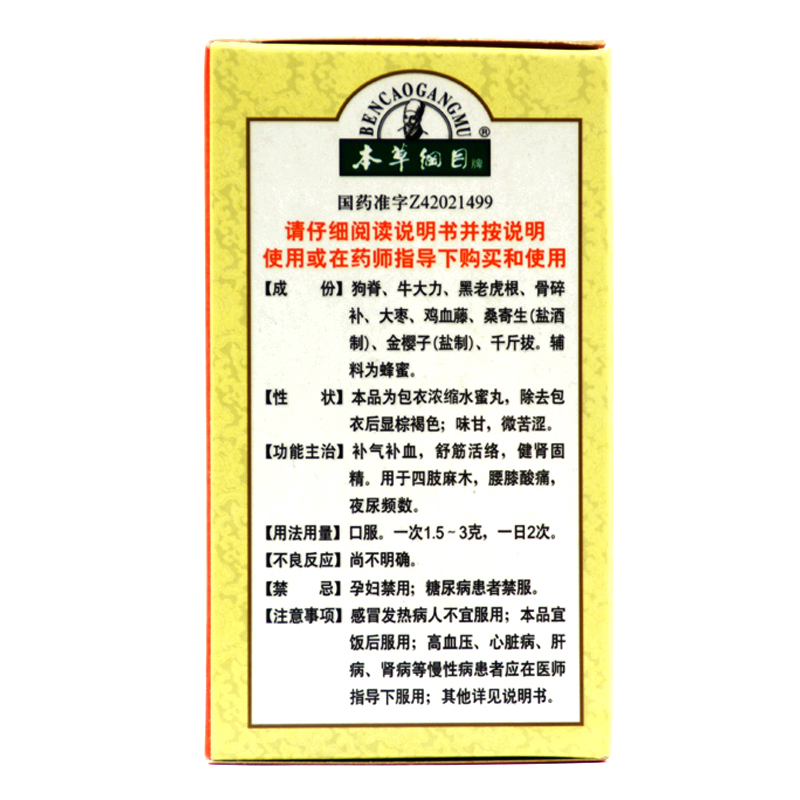 BENCAOGANGMU
®
本草綱目牌
国药准字Z42021499
请仔细阅读说明书并按说明
使用或在药师指导下购买和使用
【成 份】狗脊、牛大力、黑老虎根、骨碎
补、大枣、鸡血藤、桑寄生(盐酒
制)、金樱子(盐制)、千斤拔。辅
料为蜂蜜。
【性 状】本品为包衣浓缩水蜜丸，除去包
衣后显棕褐色；味甘，微苦涩。
【功能主治】补气补血，舒筋活络，健肾固
精。用于四肢麻木，腰膝酸痛，
夜尿频数。
【用法用量】口服。一次1.5~3克，一日2次。
【不良反应】尚不明确。
【禁 忌】孕妇禁用；糖尿病患者禁服。
【注意事项】感冒发热病人不宜服用；本品宜
饭后服用；高血压、心脏病、肝
病、肾病等慢性病患者应在医师
指导下服用；其他详见说明书。